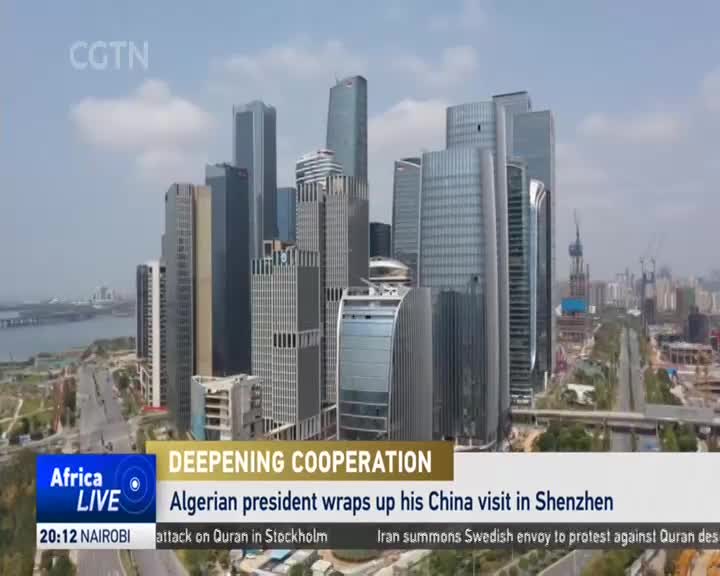 CGTN
DEEPENING COOPERATION
Africa
LIVE
Algerian president wraps up his China visit in Shenzhen
20:12 NAIROBI
attack on Quran in Stockholm
Iran summons Swedish envoy to protest against Quran des